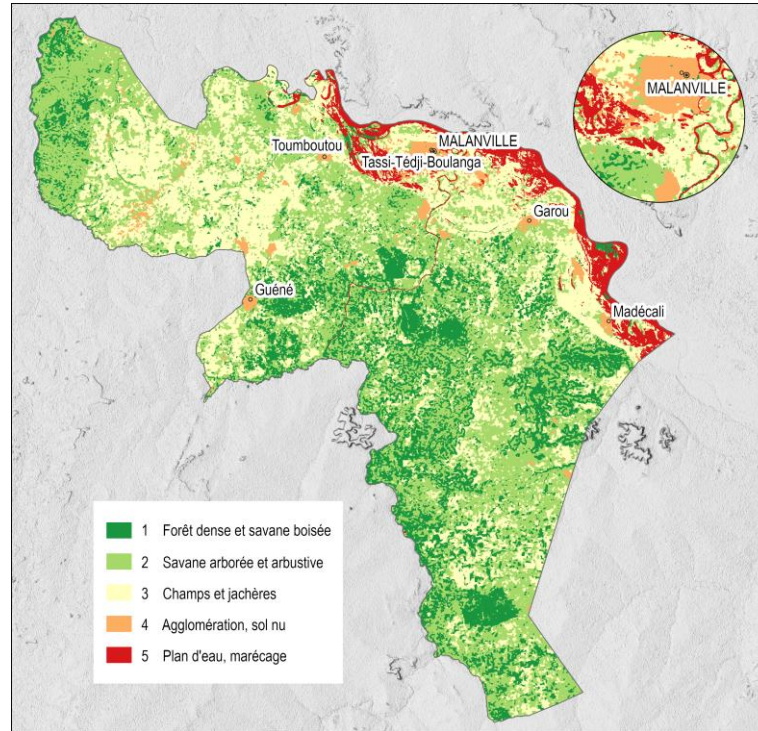 MALANVILLE
Toumboutou
MALANVILLE
Tassi-Tédji-Boulanga
Garou
Guéné
Madécali
1 Forêt dense et savane boisée
2 Savane arborée et arbustive
3 Champs et jachères
4 Agglomération, sol nu
5 Plan d'eau, marécage